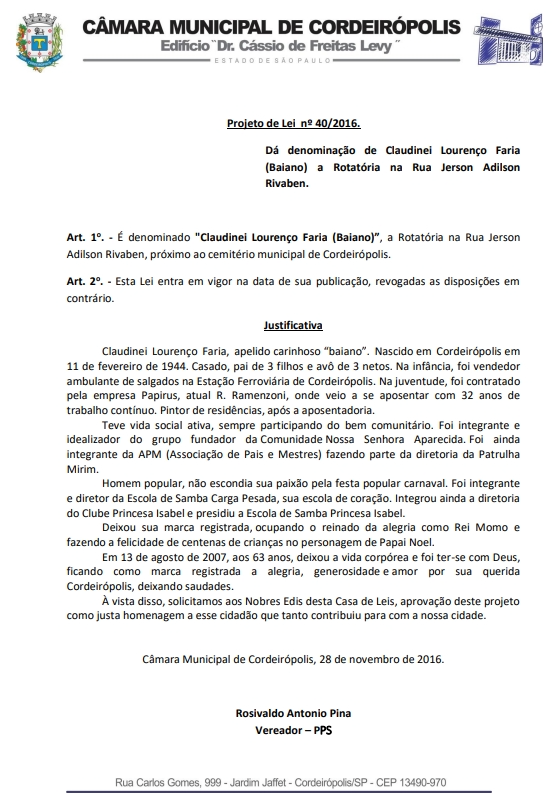 CÂMARA MUNICIPAL DE CORDEIRÓPOLIS
Edifício "Dr. Cássio de Freitas Levy"
ESTADO DE SÃO PAULO
Projeto de Lei nº 40/2016.
Dá denominação de Claudinei Lourenço Faria
(Baiano) a Rotatória na Rua Jerson Adilson
Rivaben.
Art. 1º. - É denominado "Claudinei Lourenço Faria (Baiano)”, a Rotatória na Rua Jerson
Adilson Rivaben, próximo ao cemitério municipal de Cordeirópolis.
Art. 2º. - Esta Lei entra em vigor na data de sua publicação, revogadas as disposições em
contrário.
Justificativa
Claudinei Lourenço Faria, apelido carinhoso “baiano”. Nascido em Cordeirópolis em
11 de fevereiro de 1944. Casado, pai de 3 filhos e avô de 3 netos. Na infância, foi vendedor
ambulante de salgados na Estação Ferroviária de Cordeirópolis. Na juventude, foi contratado
pela empresa Papirus, atual R. Ramenzoni, onde veio a se aposentar com 32 anos de
trabalho contínuo. Pintor de residências, após a aposentadoria.
Teve vida social ativa, sempre participando do bem comunitário. Foi integrante e
idealizador do grupo fundador da Comunidade Nossa Senhora Aparecida. Foi ainda
integrante da APM (Associação de Pais e Mestres) fazendo parte da diretoria da Patrulha
Mirim.
Homem popular, não escondia sua paixão pela festa popular carnaval. Foi integrante
e diretor da Escola de Samba Carga Pesada, sua escola de coração. Integrou ainda a diretoria
do Clube Princesa Isabel e presidiu a Escola de Samba Princesa Isabel.
Deixou sua marca registrada, ocupando o reinado da alegria como Rei Momo e
fazendo a felicidade de centenas de crianças no personagem de Papai Noel.
Em 13 de agosto de 2007, aos 63 anos, deixou a vida corpórea e foi ter-se com Deus,
ficando como marca registrada a alegria, generosidade e amor por sua querida
Cordeirópolis, deixando saudades.
À vista disso, solicitamos aos Nobres Edis desta Casa de Leis, aprovação deste projeto
como justa homenagem a esse cidadão que tanto contribuiu para com a nossa cidade.
Câmara Municipal de Cordeirópolis, 28 de novembro de 2016.
Rosivaldo Antonio Pina
Vereador – PPS
Rua Carlos Gomes, 999 - Jardim Jaffet - Cordeirópolis/SP - CEP 13490-970